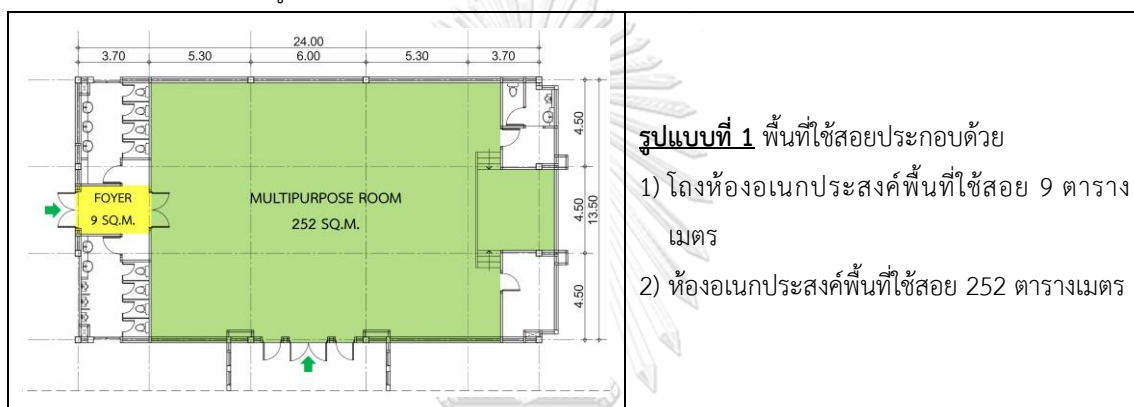 24.00
3.70 5.30 6.00 5.30 3.70
4.50
4.50
13.50
4.50
FOYER
9 SQ.M.
MULTIPURPOSE ROOM
252 SQ.M.
รูปแบบที่ 1 พื้นที่ใช้สอยประกอบด้วย
1) โถงห้องอเนกประสงค์พื้นที่ใช้สอย 9 ตาราง
เมตร
2) ห้องอเนกประสงค์พื้นที่ใช้สอย 252 ตารางเมตร